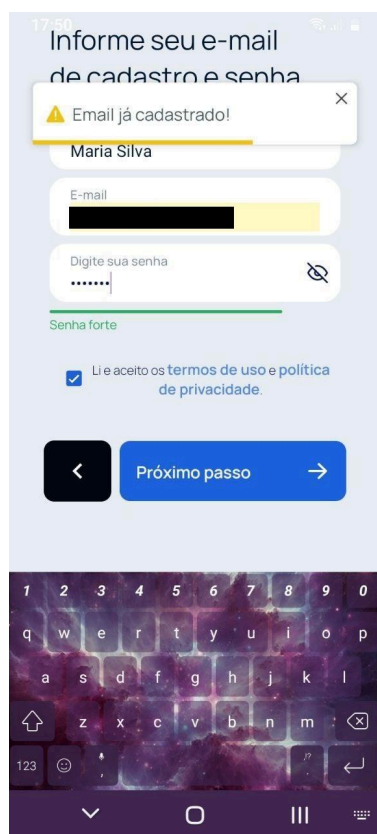 17:50
Informe seu e-mail
de cadastro e senha
Email já cadastrado!
Maria Silva
E-mail
Digite sua senha
•••••••
Senha forte
Li e aceito os termos de uso e política
de privacidade.
Próximo passo
1 2 3 4 5 6 7 8 9 0
q w e r t y u i o p
a s d f g h j k l
z x c v b n m
123 , . !?